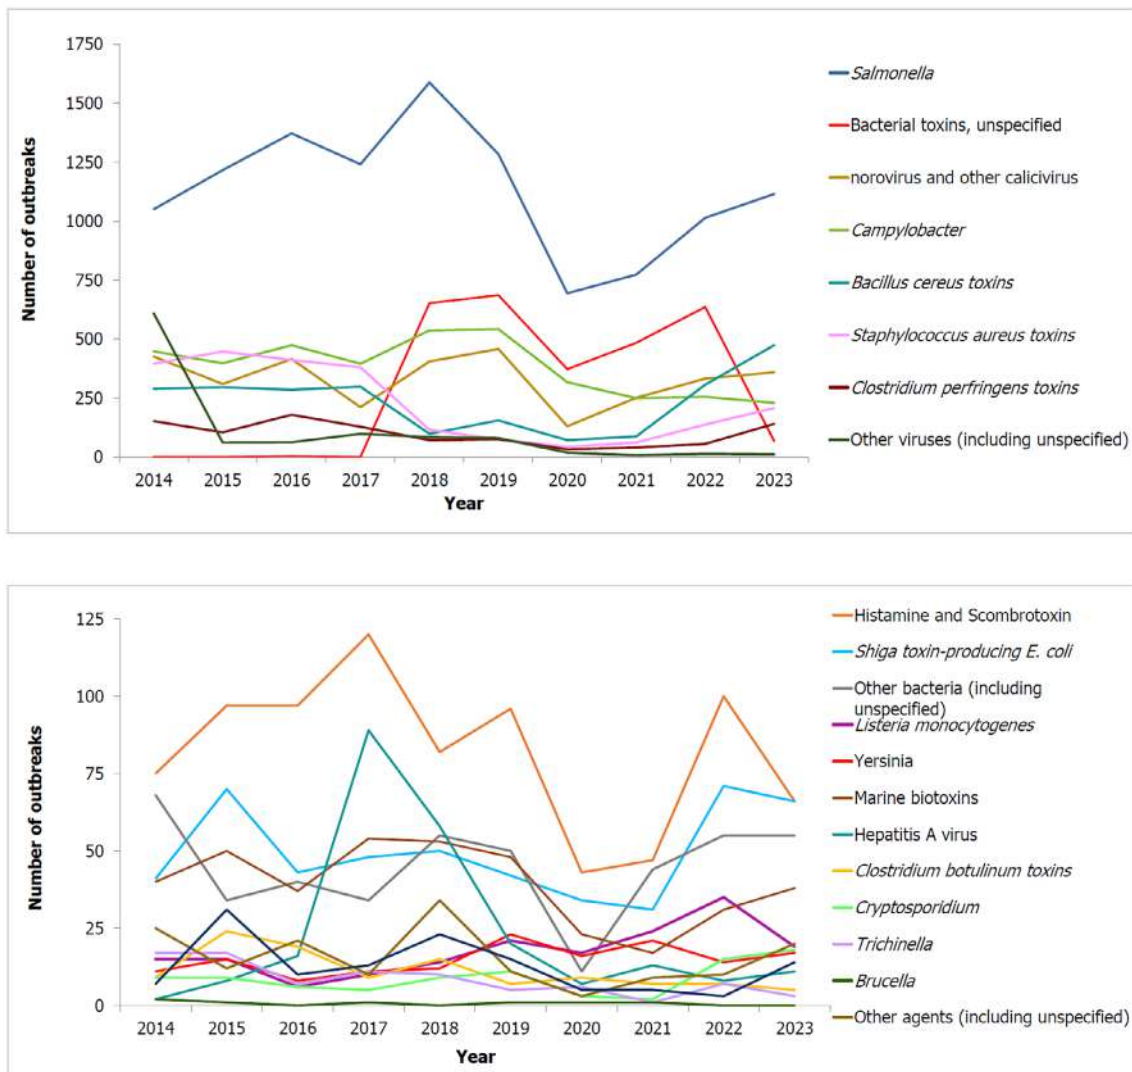 1750
1500
1250
1000
750
500
250
0
Number of outbreaks
2014 2015 2016 2017 2018 2019 2020 2021 2022 2023
Year
Salmonella
Bacterial toxins, unspecified
norovirus and other calicivirus
Campylobacter
Bacillus cereus toxins
Staphylococcus aureus toxins
Clostridium perfringens toxins
Other viruses (including unspecified)
125
100
75
50
25
0
Number of outbreaks
2014 2015 2016 2017 2018 2019 2020 2021 2022 2023
Year
Histamine and Scombrotoxin
Shiga toxin-producing E. coli
Other bacteria (including
unspecified)
Listeria monocytogenes
Yersinia
Marine biotoxins
Hepatitis A virus
Clostridium botulinum toxins
Cryptosporidium
Trichinella
Brucella
Other agents (including unspecified)